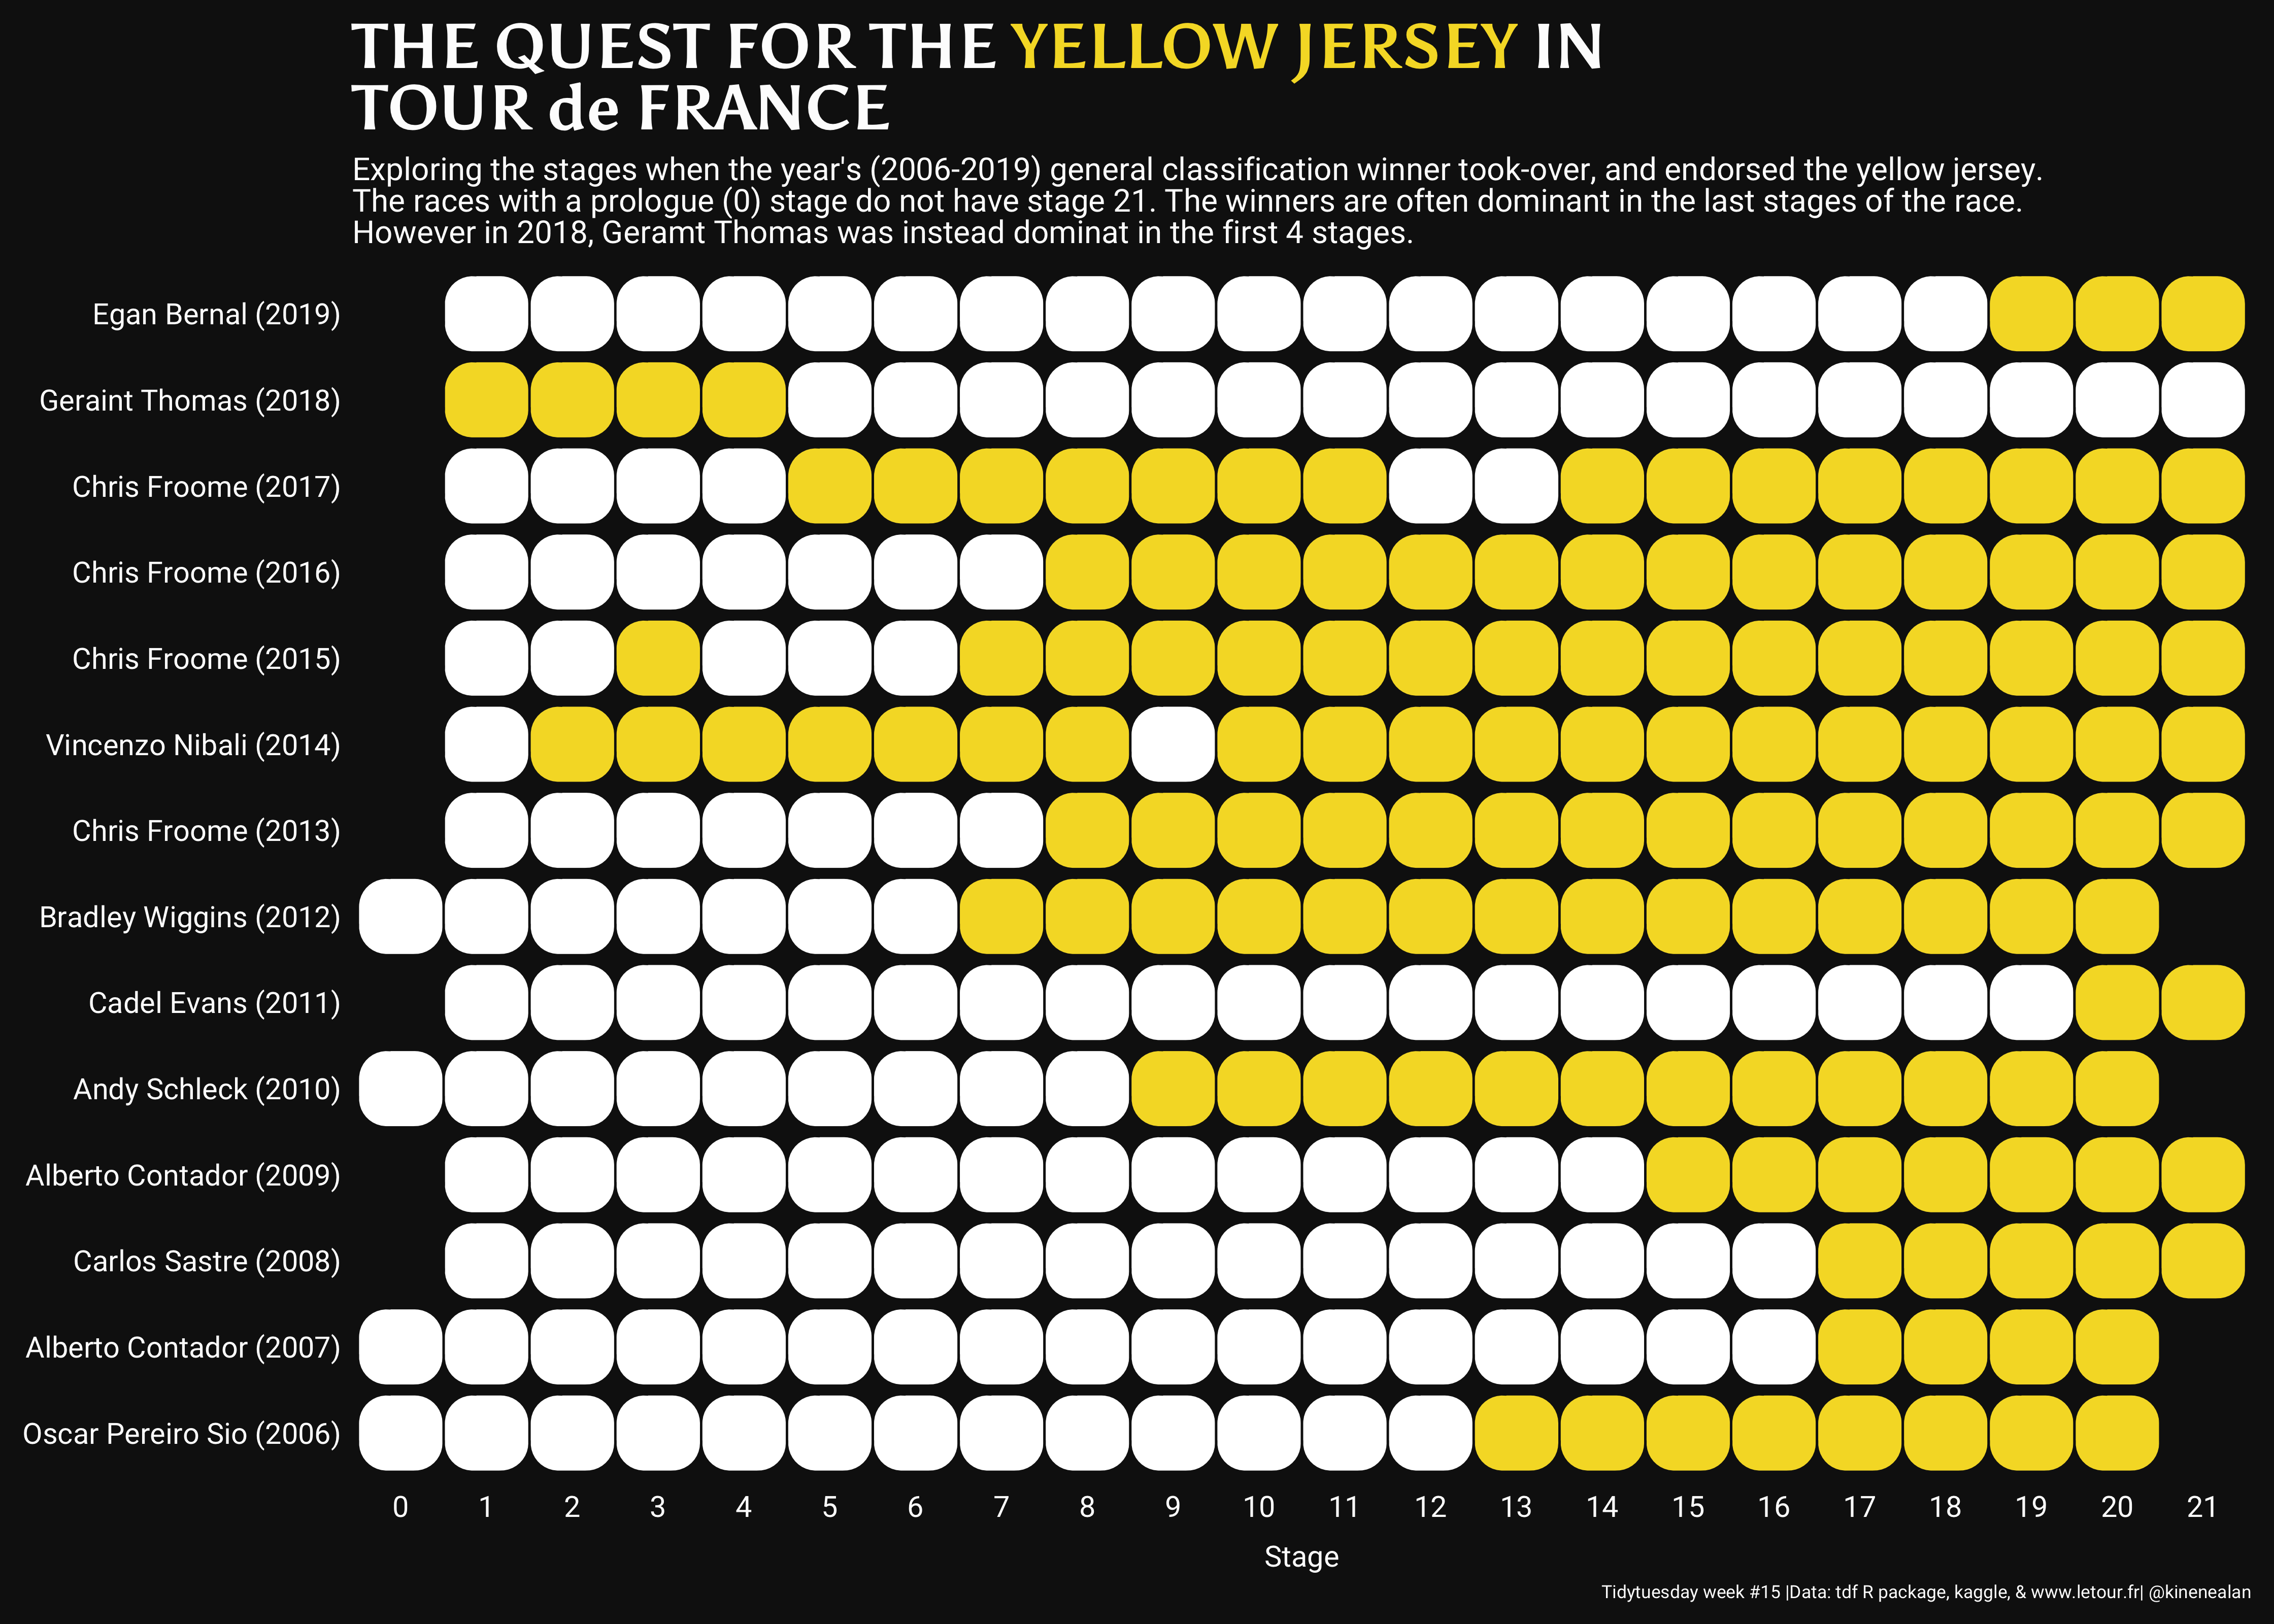 THE QUEST FOR THE YELLOW JERSEY IN
TOUR de FRANCE
Exploring the stages when the year's (2006-2019) general classification winner took-over, and endorsed the yellow jersey.
The races with a prologue (0) stage do not have stage 21. The winners are often dominant in the last stages of the race.
However in 2018, Geramt Thomas was instead dominat in the first 4 stages.
Egan Bernal (2019)
Geraint Thomas (2018)
Chris Froome (2017)
Chris Froome (2016)
Chris Froome (2015)
Vincenzo Nibali (2014)
Chris Froome (2013)
Bradley Wiggins (2012)
Cadel Evans (2011)
Andy Schleck (2010)
Alberto Contador (2009)
Carlos Sastre (2008)
Alberto Contador (2007)
Oscar Pereiro Sio (2006)
0 1 2 3 4 5 6 7 8 9 10 11 12 13 14 15 16 17 18 19 20 21
Stage
Tidytuesday week #15 |Data: tdf R package, kaggle, & www.letour.fr| @kinenealan